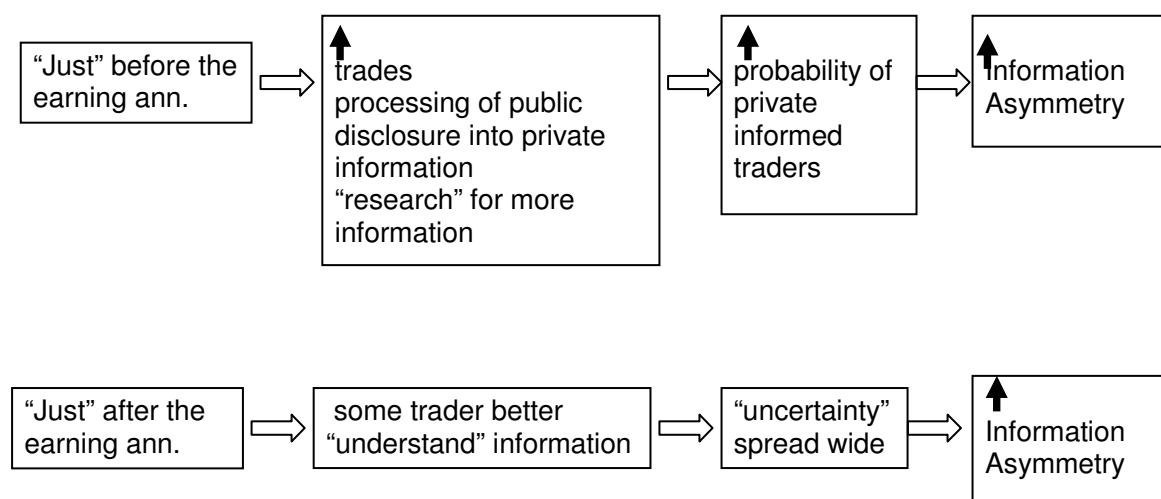 “Just” before the
earning ann.
trades
processing of public
disclosure into private
information
“research” for more
information
probability of
private
informed
traders
Information
Asymmetry
“Just” after the
earning ann.
some trader better
“understand” information
“uncertainty”
spread wide
Information
Asymmetry